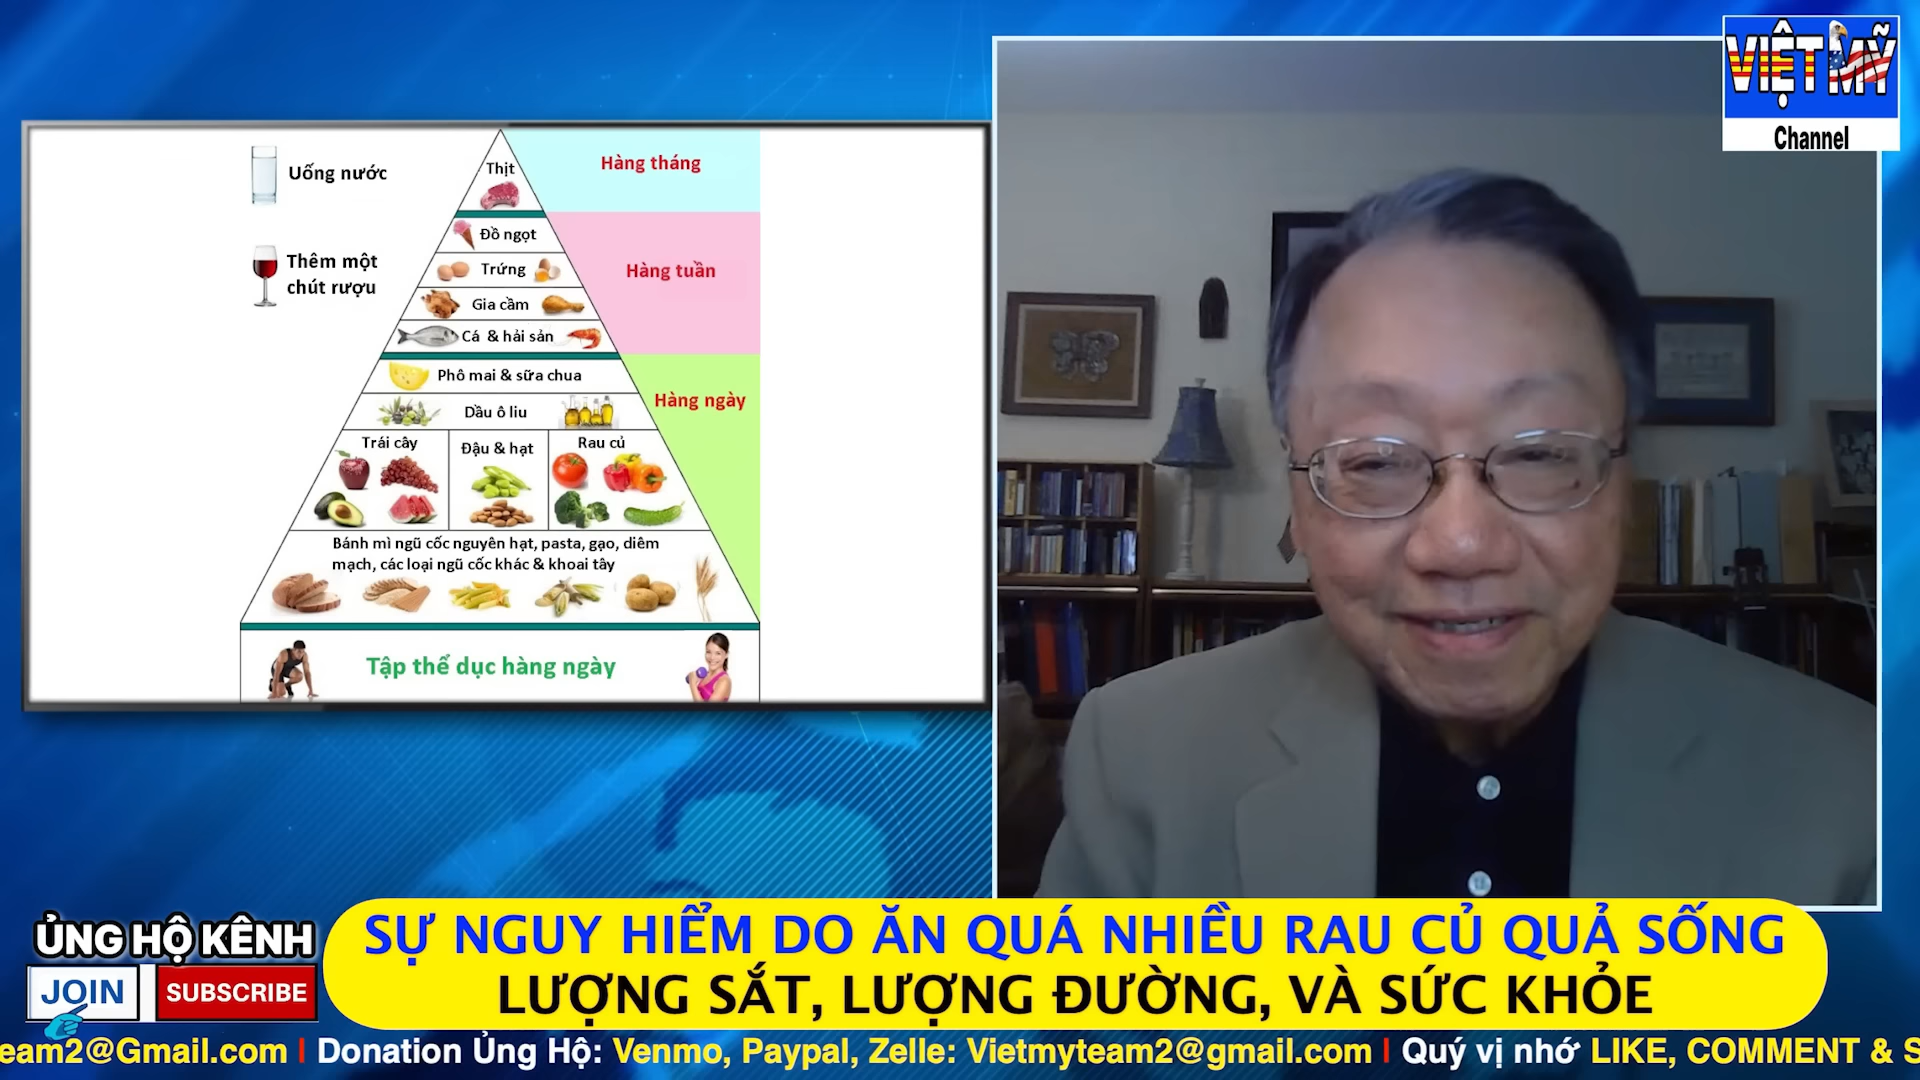 VIỆT MỸ
Channel
Uống nước
Thêm một
chút rượu
Thịt
Hàng tháng
Đồ ngọt
Trứng
Gia cầm
Cá & hải sản
Hàng tuần
Phô mai & sữa chua
Dầu ô liu
Hàng ngày
Trái cây
Đậu & hạt
Rau củ
Bánh mì ngũ cốc nguyên hạt, pasta, gạo, diêm
mạch, các loại ngũ cốc khác & khoai tây
Tập thể dục hàng ngày
ỦNG HỘ KÊNH
JOIN
SUBSCRIBE
SỰ NGUY HIỂM DO ĂN QUÁ NHIỀU RAU CỦ QUẢ SỐNG
LƯỢNG SẮT, LƯỢNG ĐƯỜNG, VÀ SỨC KHỎE
eam2@Gmail.com | Donation Ủng Hộ: Venmo, Paypal, Zelle: Vietmyteam2@gmail.com | Quý vị nhớ LIKE, COMMENT & S